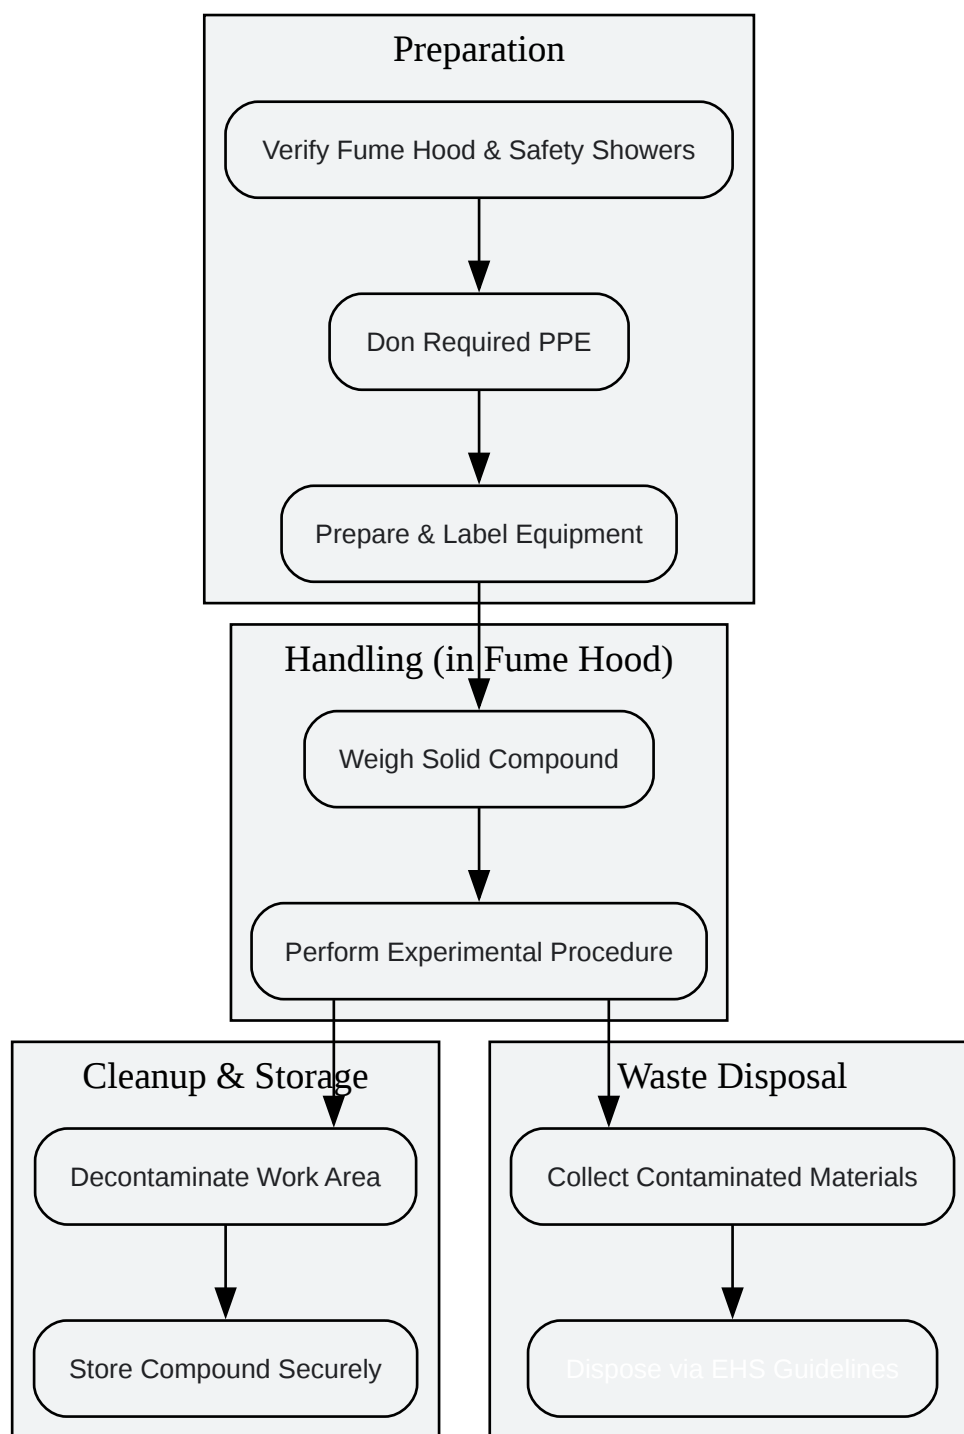 Preparation
Verify Fume Hood & Safety Showers
Don Required PPE
Prepare & Label Equipment
Handling (in Fume Hood)
Weigh Solid Compound
Perform Experimental Procedure
Cleanup & Storage
Decontaminate Work Area
Store Compound Securely
Waste Disposal
Collect Contaminated Materials
Dispose via EHS Guidelines